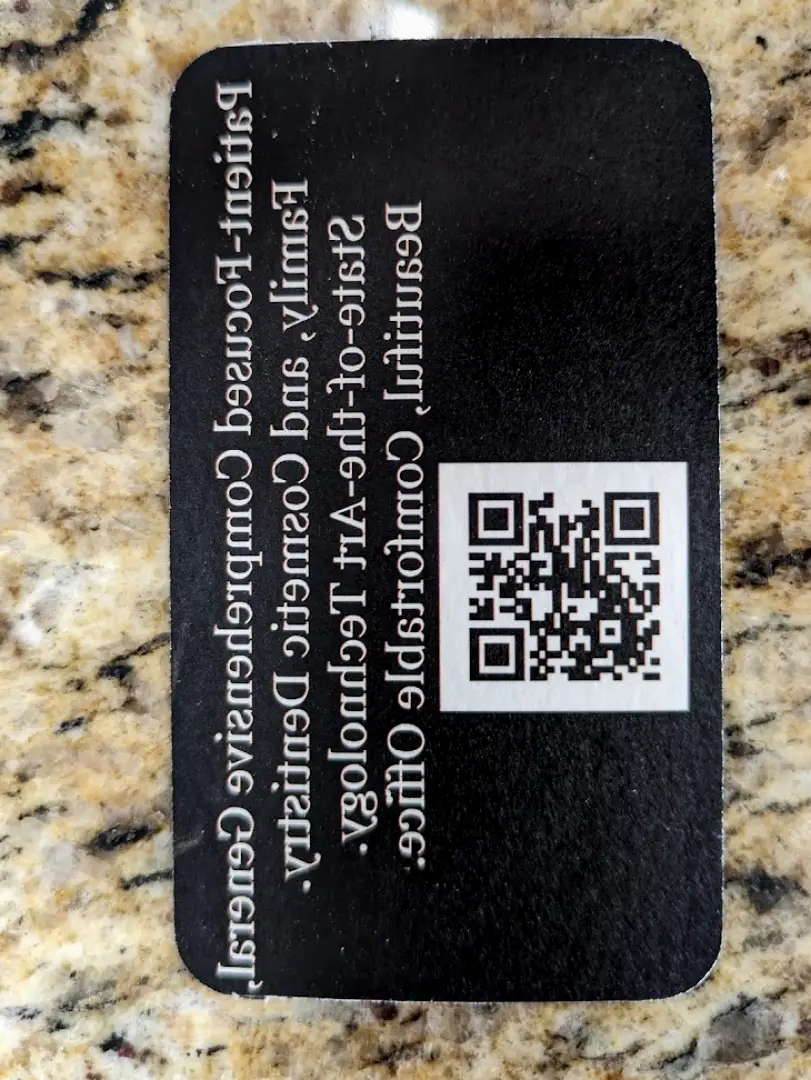 Patient-Focused Comprehensive General,
Family, and Cosmetic Dentistry.
State-of-the-Art Technology.
Beautiful, Comfortable Office.